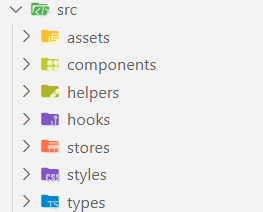 src
assets
components
helpers
hooks
stores
styles
types